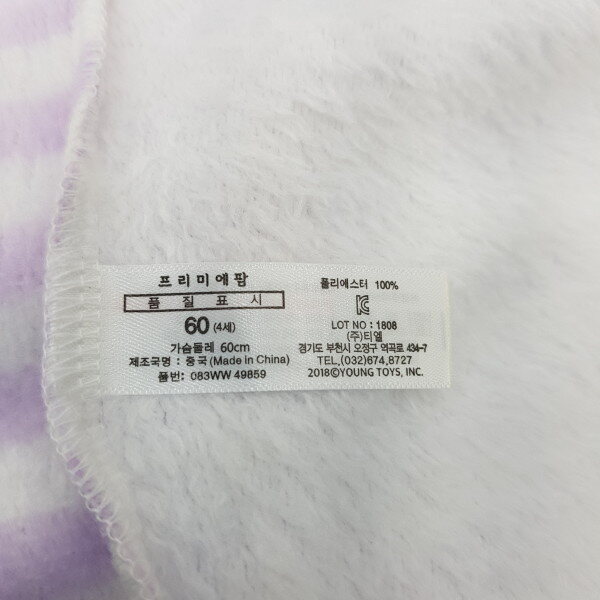 프리미에팜
품질표시
60 (4세)
가슴둘레 60cm
제조국명 : 중국(Made in China)
품번: 083WW 49859
폴리에스터 100%
KC
LOT NO : 1808
(주)티엘
경기도 부천시 오정구 역곡로 434-7
TEL,(032)674,8727
2018©YOUNG TOYS, INC.